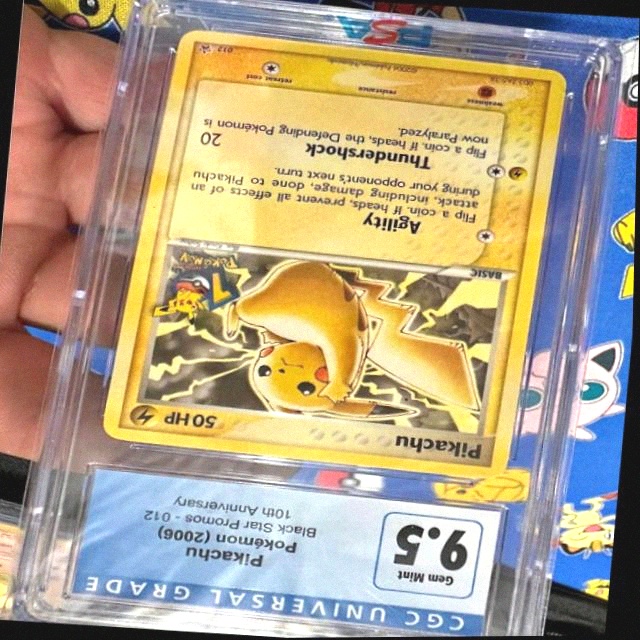 CGC UNIVERSAL GRADE
Pikachu
Pokémon (2006)
Black Star Promos - 012
10th Anniversary
Gem Mint
9.5
Pikachu
50 HP
BASIC
POKÉMON
Agility
Flip a coin. If heads, prevent all effects of an
attack, including damage, done to Pikachu
during your opponent's next turn.
Thundershock
20
Flip a coin. If heads, the Defending Pokémon is
now Paralyzed.
weakness
resistance
retreat cost
012
PSA